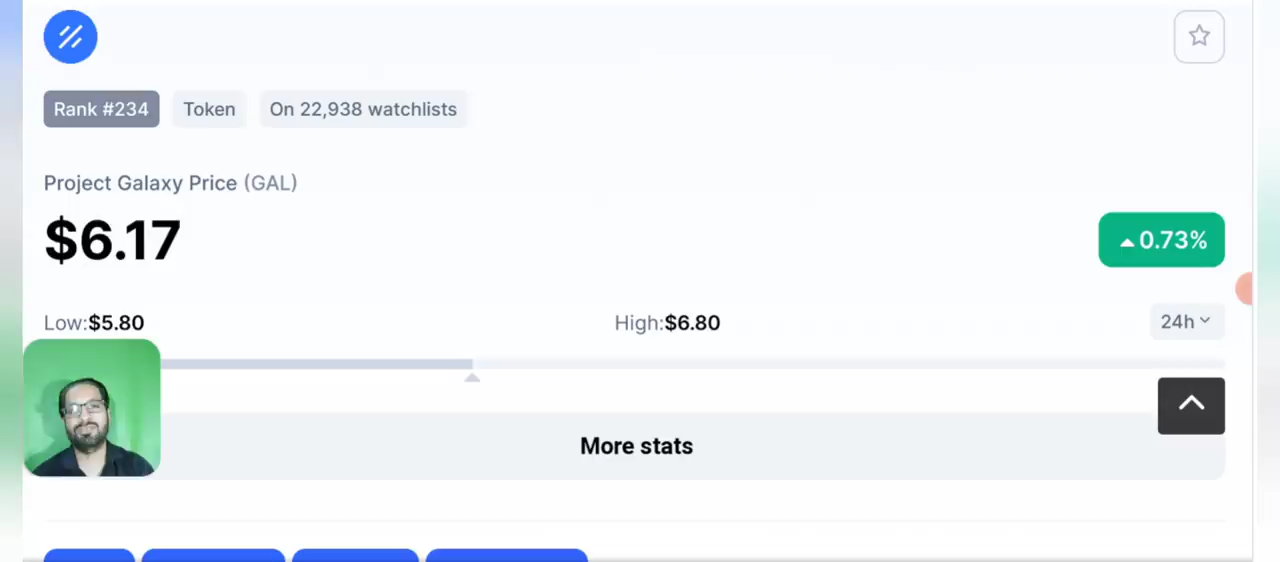 Rank #234 Token On 22,938 watchlists
Project Galaxy Price (GAL)
$6.17 0.73%
Low:$5.80 High:$6.80 24h
More stats